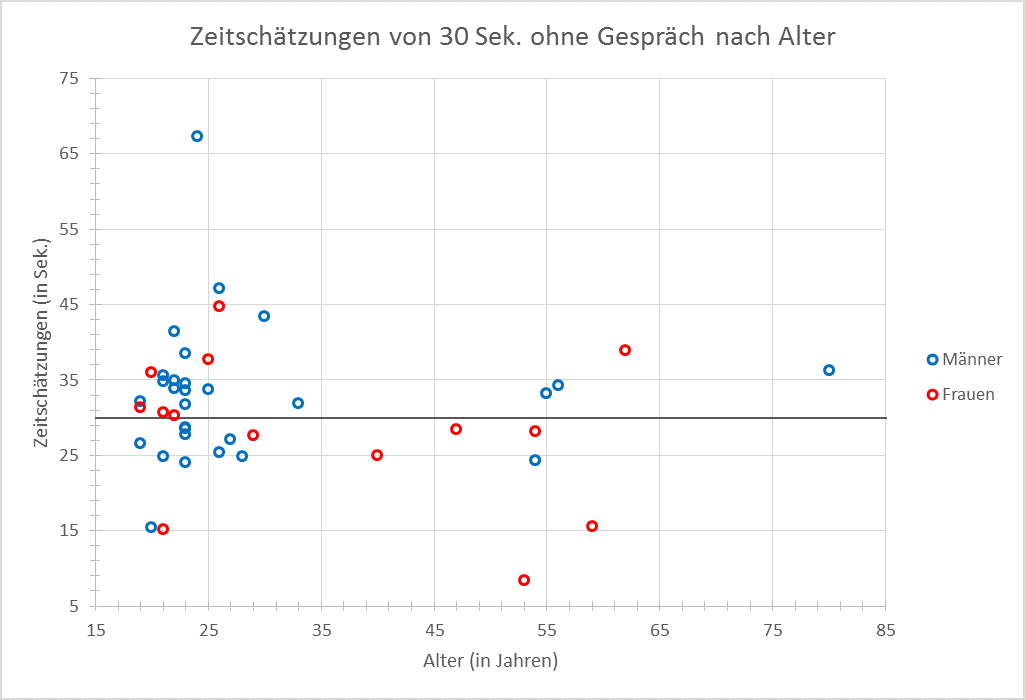 Zeitschätzungen von 30 Sek. ohne Gespräch nach Alter
75
65
55
45
35
25
15
5
Zeitschätzungen (in Sek.)
15 25 35 45 55 65 75 85
Alter (in Jahren)
Männer
Frauen